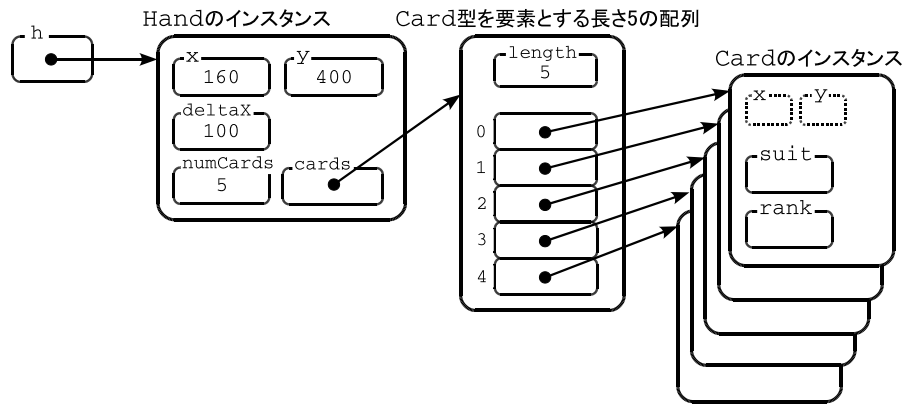 Handのインスタンス
Card型を要素とする長さ5の配列
Cardのインスタンス
h
x
160
y
400
deltaX
100
numCards
5
cards
length
5
0
1
2
3
4
x
y
suit
rank